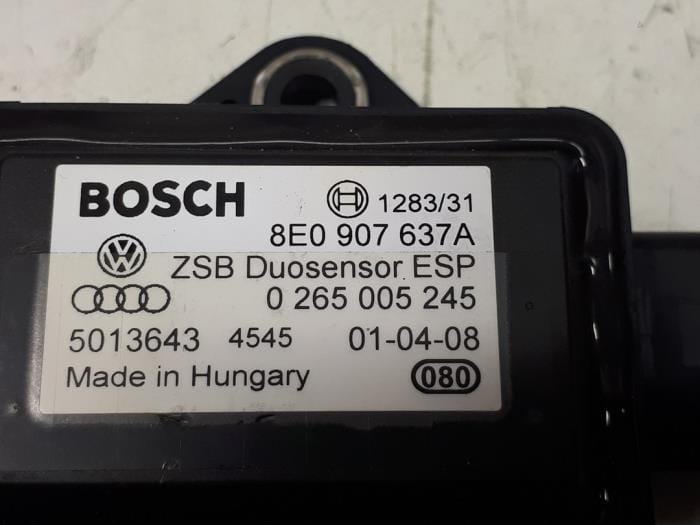 BOSCH 1283/31
8E0 907 637A
ZSB Duosensor ESP
0 265 005 245
5013643 4545 01-04-08
Made in Hungary 080